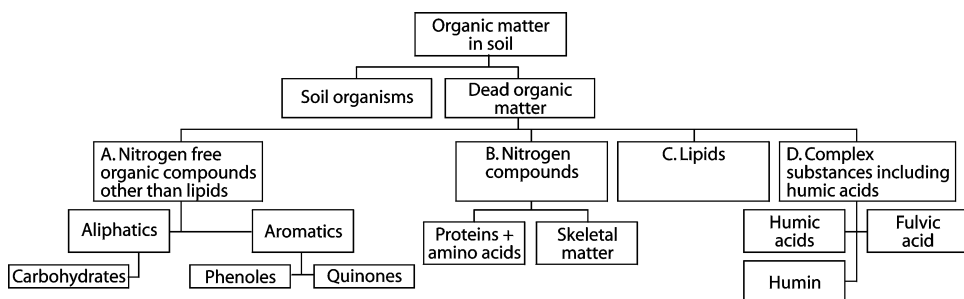 Organic matter
in soil
Soil organisms
Dead organic
matter
A. Nitrogen free
organic compounds
other than lipids
B. Nitrogen
compounds
C. Lipids
D. Complex
substances including
humic acids
Aliphatics
Aromatics
Proteins +
amino acids
Skeletal
matter
Humic
acids
Fulvic
acid
Carbohydrates
Phenoles
Quinones
Humin